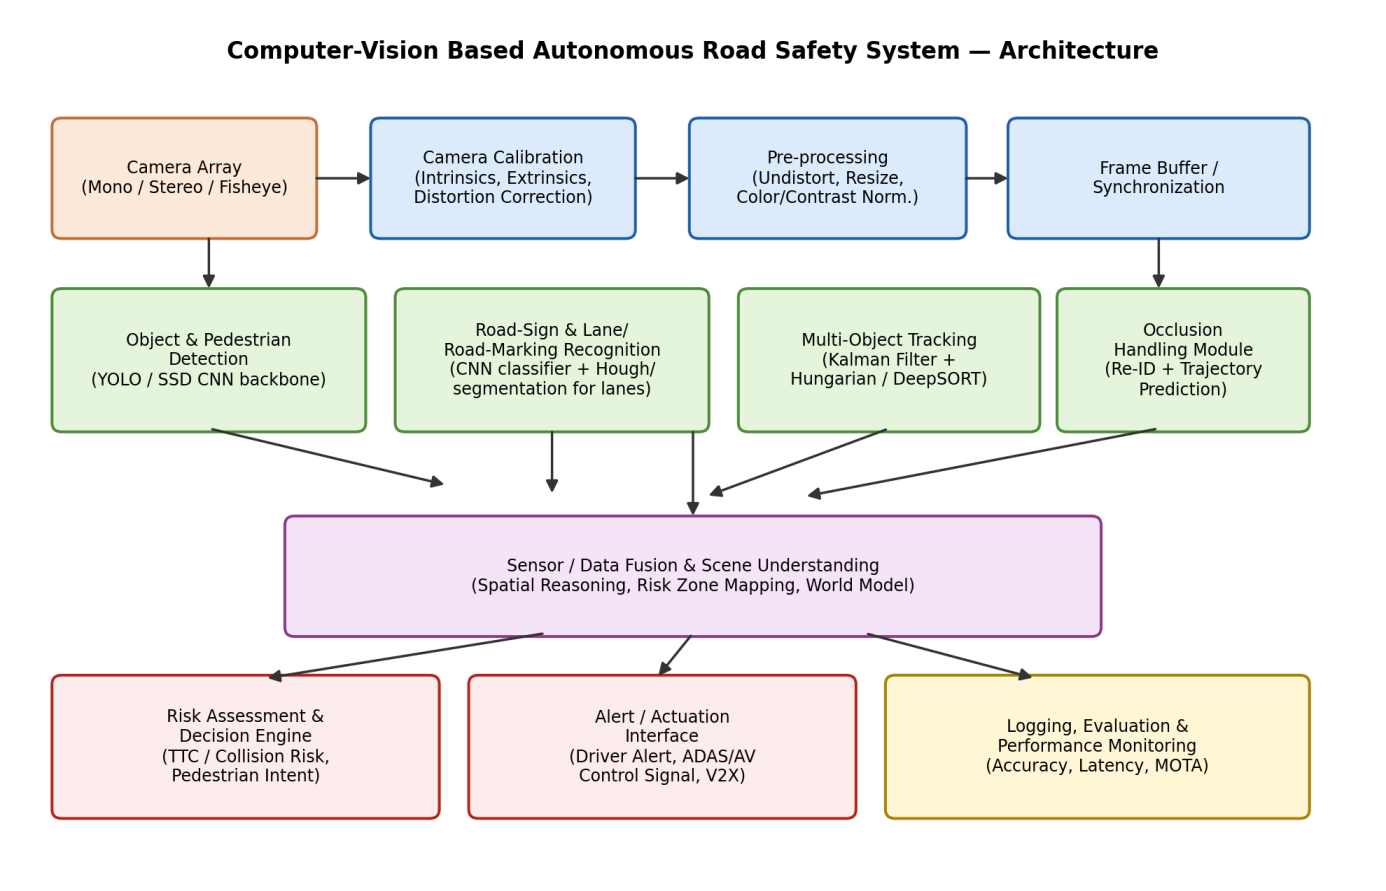 Computer-Vision Based Autonomous Road Safety System — Architecture
Camera Array
(Mono / Stereo / Fisheye)
Camera Calibration
(Intrinsics, Extrinsics,
Distortion Correction)
Pre-processing
(Undistort, Resize,
Color/Contrast Norm.)
Frame Buffer /
Synchronization
Object & Pedestrian
Detection
(YOLO / SSD CNN backbone)
Road-Sign & Lane/
Road-Marking Recognition
(CNN classifier + Hough/
segmentation for lanes)
Multi-Object Tracking
(Kalman Filter +
Hungarian / DeepSORT)
Occlusion
Handling Module
(Re-ID + Trajectory
Prediction)
Sensor / Data Fusion & Scene Understanding
(Spatial Reasoning, Risk Zone Mapping, World Model)
Risk Assessment &
Decision Engine
(TTC / Collision Risk,
Pedestrian Intent)
Alert / Actuation
Interface
(Driver Alert, ADAS/AV
Control Signal, V2X)
Logging, Evaluation &
Performance Monitoring
(Accuracy, Latency, MOTA)